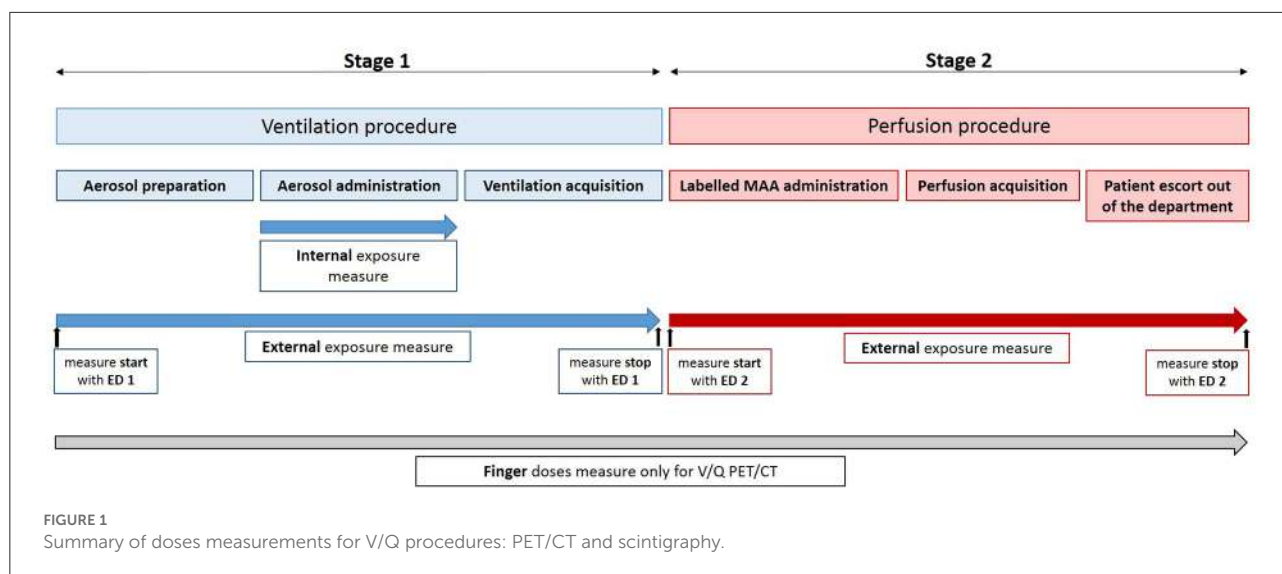 Stage 1
Stage 2
Ventilation procedure
Perfusion procedure
Aerosol preparation
Aerosol administration
Ventilation acquisition
Labelled MAA administration
Perfusion acquisition
Patient escort out
of the department
Internal exposure
measure
External exposure measure
External exposure measure
measure start
with ED 1
measure stop
with ED 1
measure start
with ED 2
measure stop
with ED 2
Finger doses measure only for V/Q PET/CT
FIGURE 1
Summary of doses measurements for V/Q procedures: PET/CT and scintigraphy.